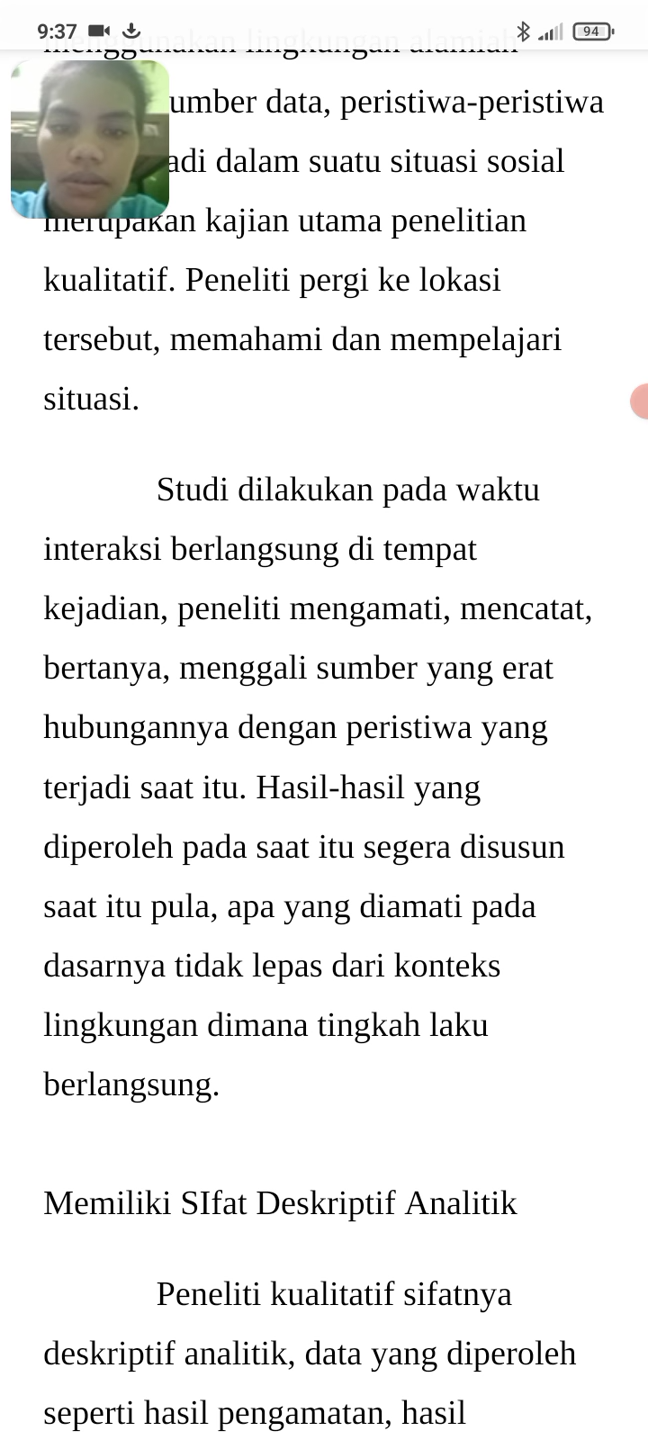 9:37
94
menggunakan lingkungan alamiah
umber data, peristiwa-peristiwa
adi dalam suatu situasi sosial
merupakan kajian utama penelitian
kualitatif. Peneliti pergi ke lokasi
tersebut, memahami dan mempelajari
situasi.
Studi dilakukan pada waktu
interaksi berlangsung di tempat
kejadian, peneliti mengamati, mencatat,
bertanya, menggali sumber yang erat
hubungannya dengan peristiwa yang
terjadi saat itu. Hasil-hasil yang
diperoleh pada saat itu segera disusun
saat itu pula, apa yang diamati pada
dasarnya tidak lepas dari konteks
lingkungan dimana tingkah laku
berlangsung.
Memiliki SIfat Deskriptif Analitik
Peneliti kualitatif sifatnya
deskriptif analitik, data yang diperoleh
seperti hasil pengamatan, hasil